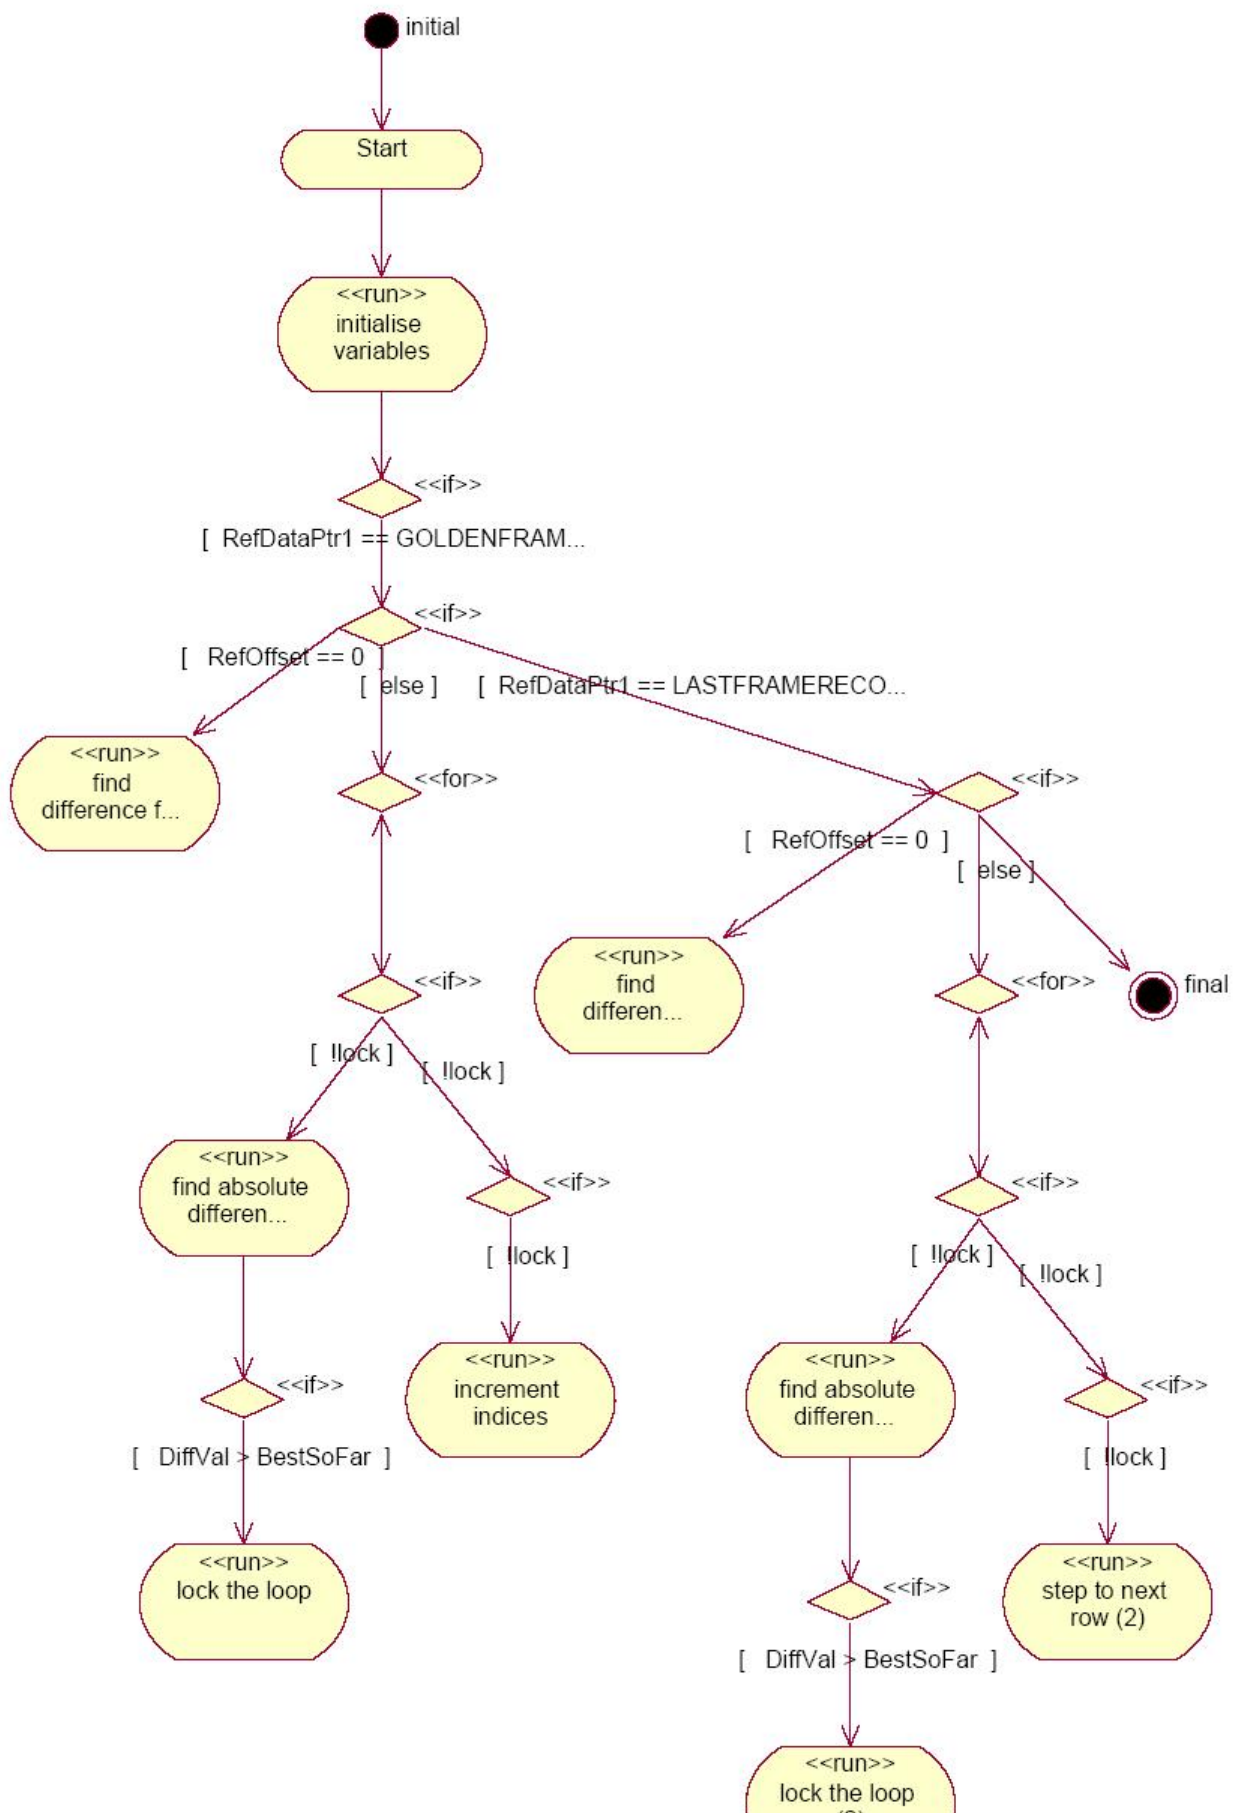 initial
Start
<<run>>
initialise
variables
<<if>>
[ RefDataPtr1 == GOLDENFRAM...
<<if>>
[ RefOffset == 0 ]
[ else ]
[ RefDataPtr1 == LASTFRAMERECO...
<<run>>
find
difference f...
<<for>>
<<if>>
[ RefOffset == 0 ]
[ else ]
<<run>>
find
differen...
<<if>>
<<for>>
final
[ !lock ]
[ !lock ]
<<run>>
find absolute
differen...
<<if>>
<<if>>
[ !lock ]
[ !lock ]
[ !lock ]
<<if>>
<<run>>
increment
indices
<<run>>
find absolute
differen...
<<if>>
[ DiffVal > BestSoFar ]
[ !lock ]
<<run>>
lock the loop
<<if>>
<<run>>
step to next
row (2)
[ DiffVal > BestSoFar ]
<<run>>
lock the loop